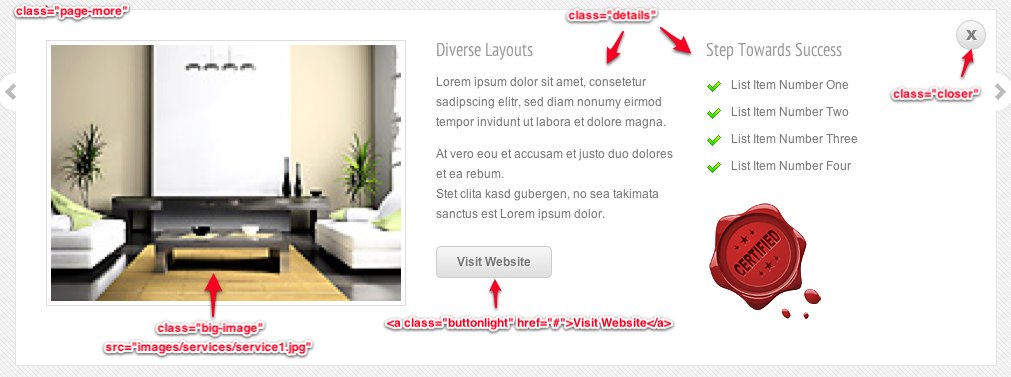 class="page-more"
class="details"
Diverse Layouts
Lorem ipsum dolor sit amet, consetetur
sadipscing elitr, sed diam nonumy eirmod
tempor invidunt ut labora et dolore magna.
At vero eou et accusam et justo duo dolores
et ea rebum.
Stet clita kasd gubergen, no sea takimata
sanctus est Lorem ipsum dolor.
Visit Website
<a class="buttonlight" href="#">Visit Website</a>
Step Towards Success
List Item Number One
List Item Number Two
List Item Number Three
List Item Number Four
CERTIFIED
x
class="closer"
class="big-image"
src="images/services/service1.jpg"